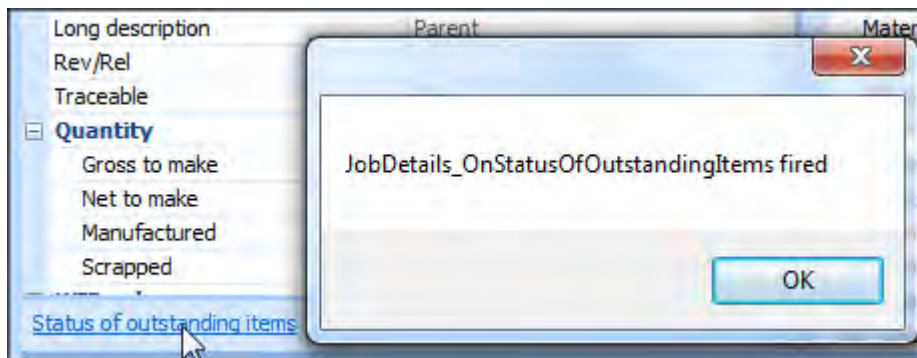 Long description Parent
Rev/Rel
Traceable
Quantity
Gross to make
Net to make
Manufactured
Scrapped
Status of outstanding items
Mater
JobDetails_OnStatusOfOutstandingItems fired
OK